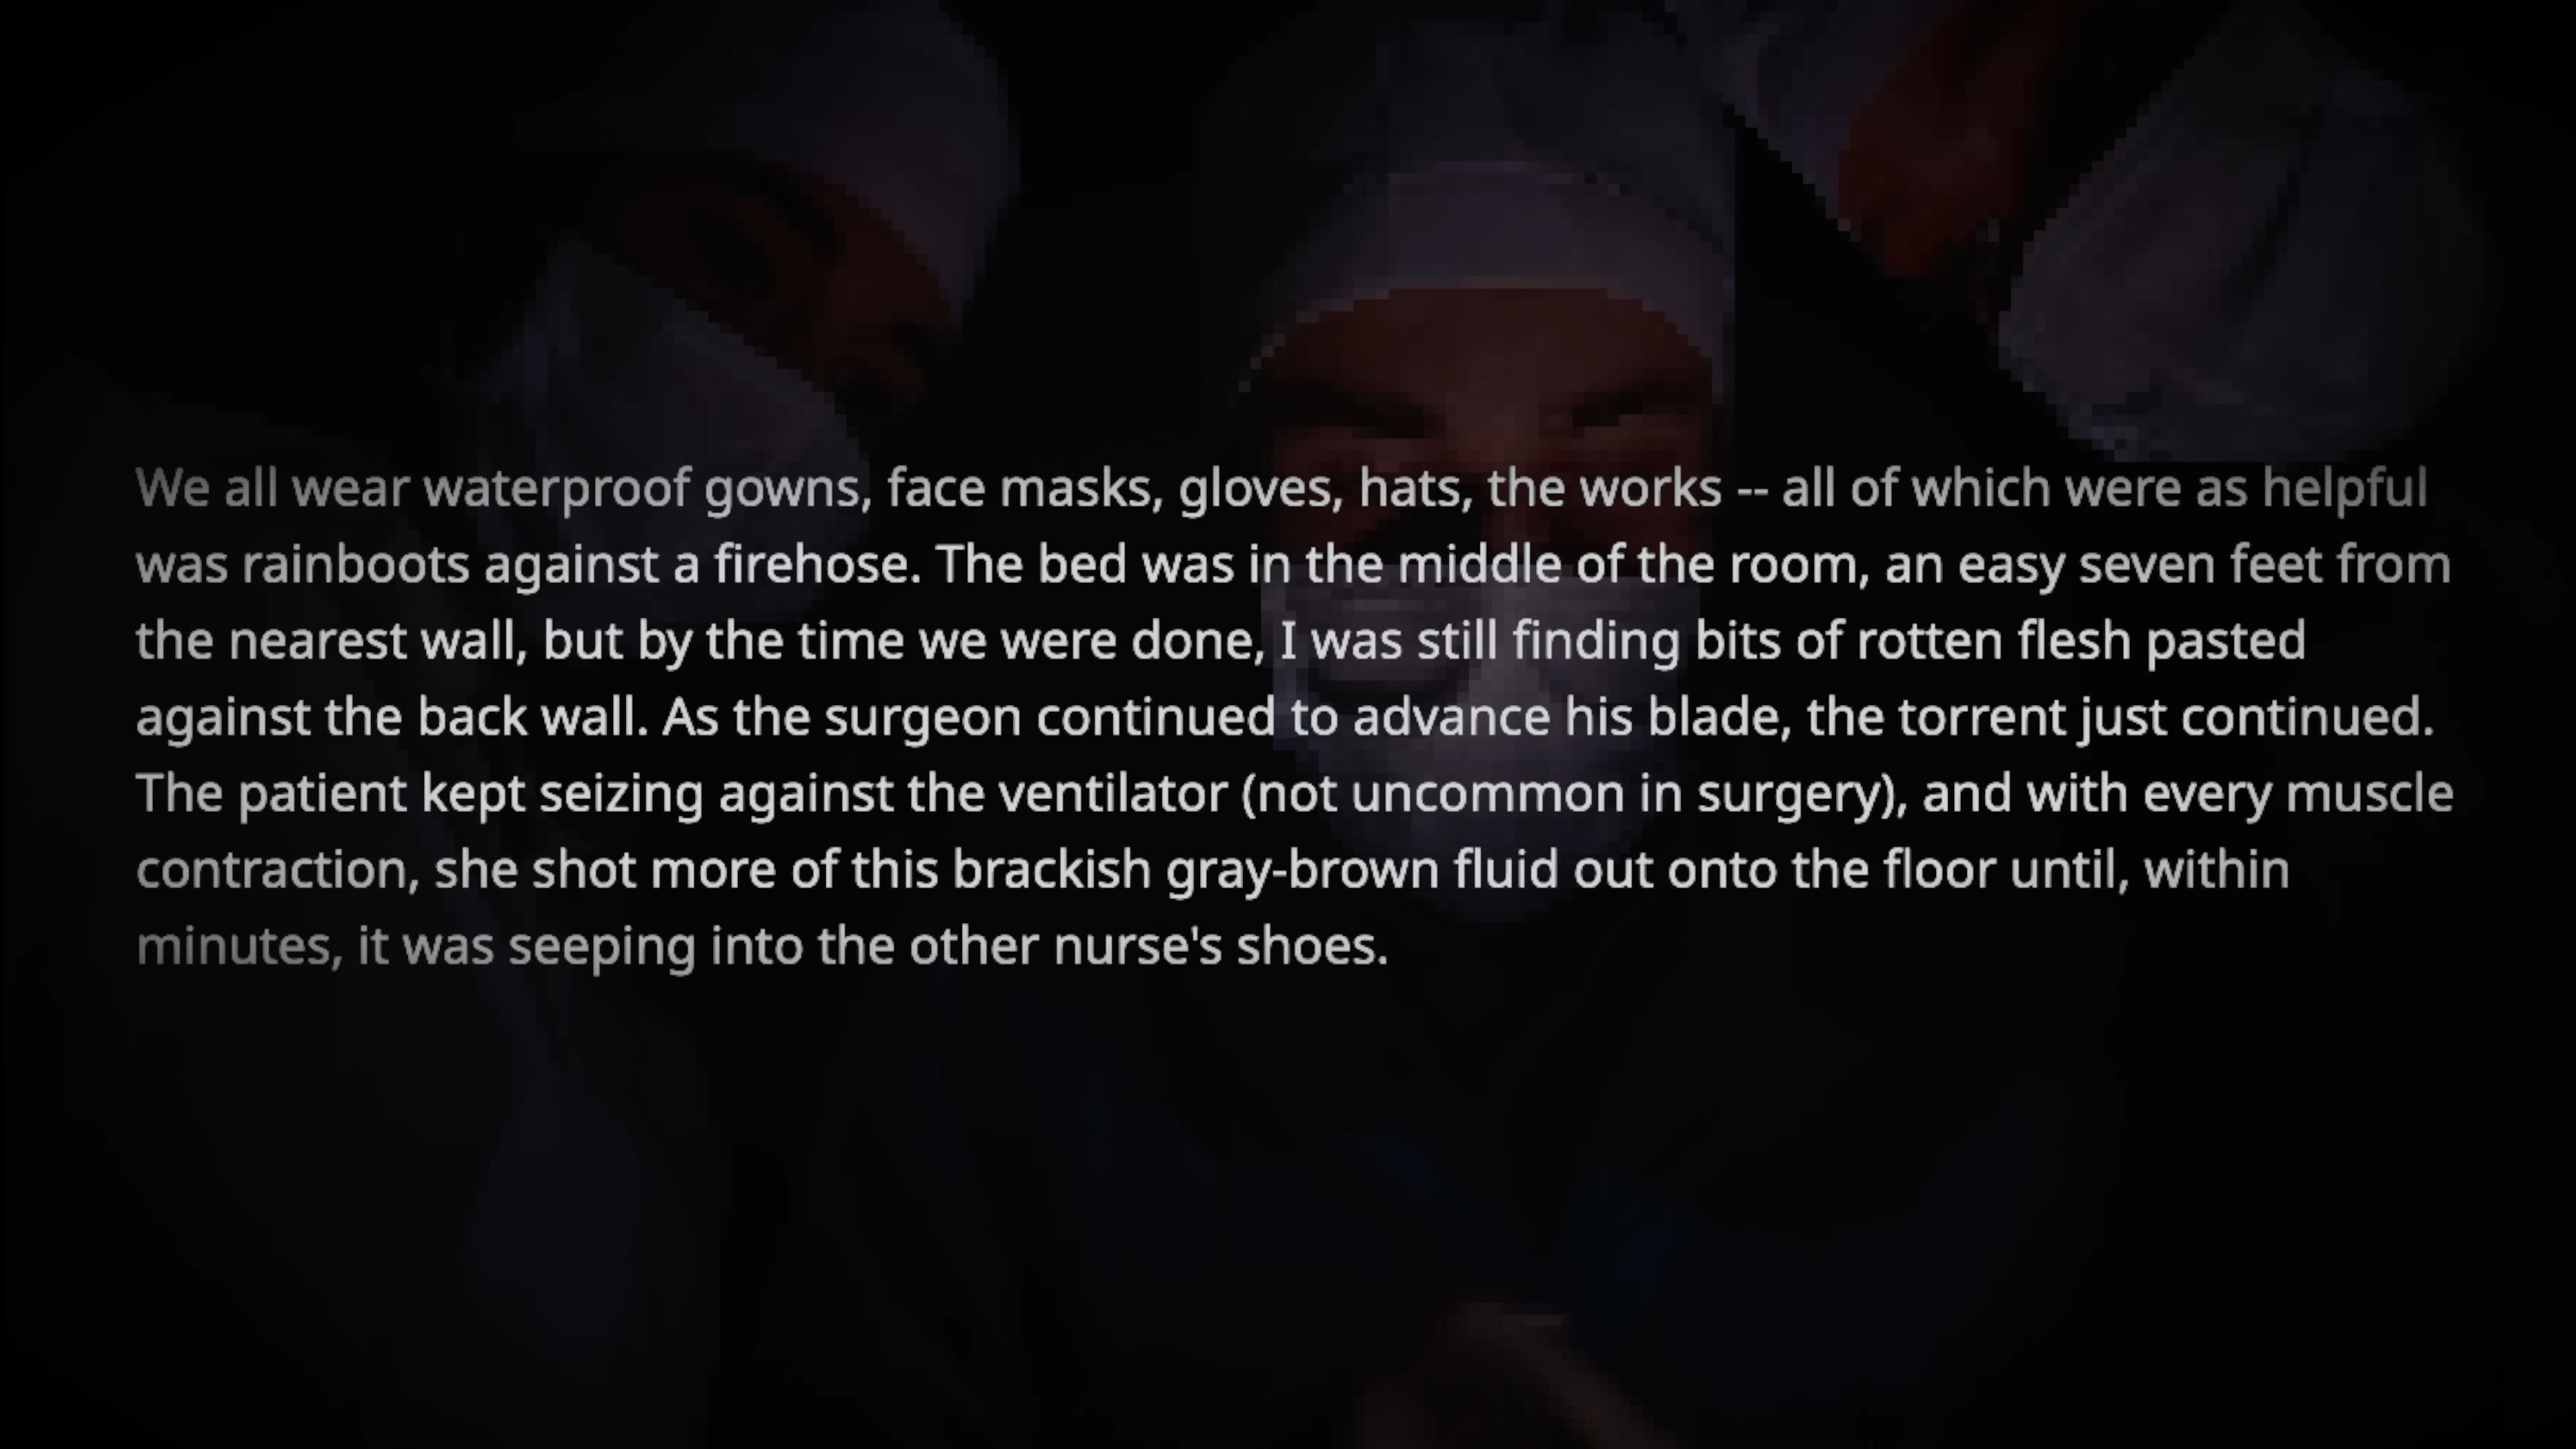 We all wear waterproof gowns, face masks, gloves, hats, the works -- all of which were as helpful
was rainboots against a firehose. The bed was in the middle of the room, an easy seven feet from
the nearest wall, but by the time we were done, I was still finding bits of rotten flesh pasted
against the back wall. As the surgeon continued to advance his blade, the torrent just continued.
The patient kept seizing against the ventilator (not uncommon in surgery), and with every muscle
contraction, she shot more of this brackish gray-brown fluid out onto the floor until, within
minutes, it was seeping into the other nurse's shoes.